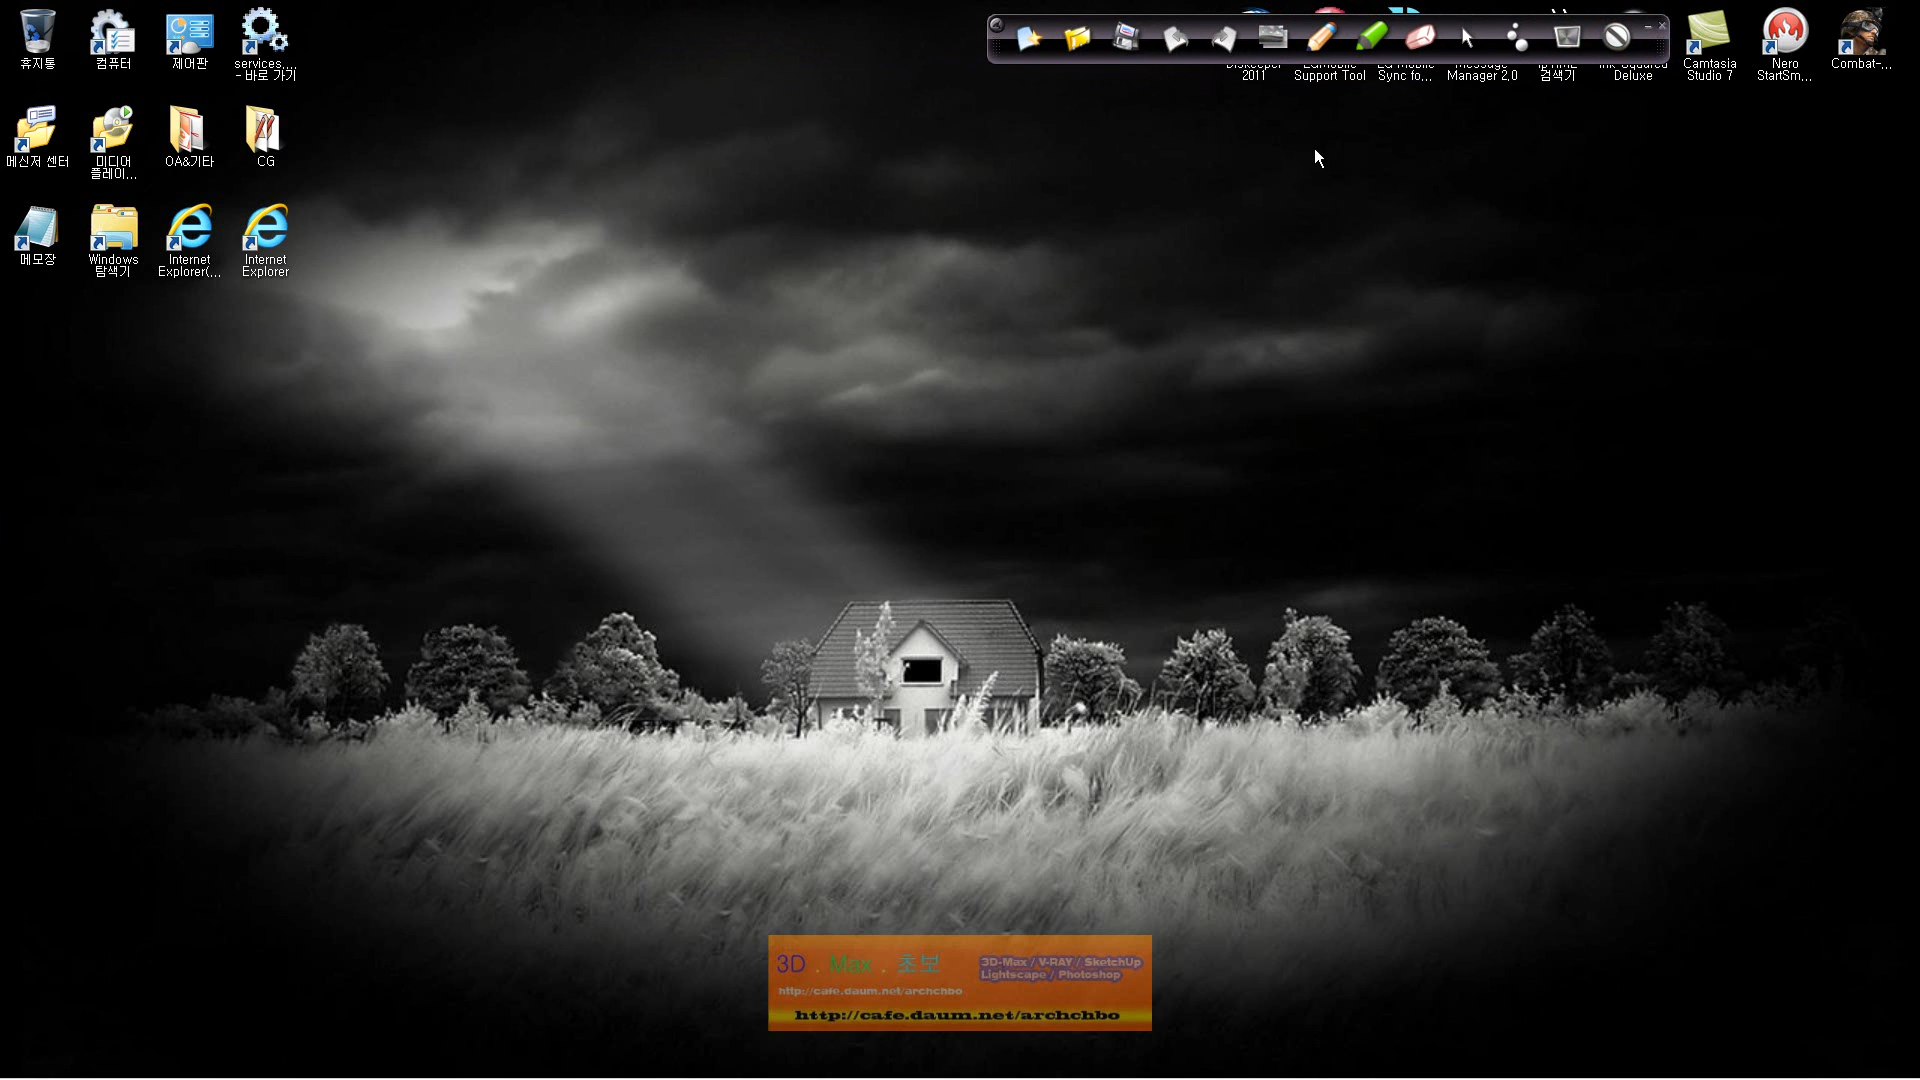 휴지통
컴퓨터
제어판
services....
- 바로 가기
2011
Support Tool
Sync fo...
Manager 2.0
검색기
Deluxe
Camtasia
Studio 7
Nero
StartSm...
Combat-...
메신저 센터
미디어
플레이...
OA&기타
CG
메모장
Windows
탐색기
Internet
Explorer(...
Internet
Explorer
3D . Max . 초보
3D-Max / V-RAY / SketchUp
Lightscape / Photoshop
http://cafe.daum.net/archchbo
http://cafe.daum.net/archchbo